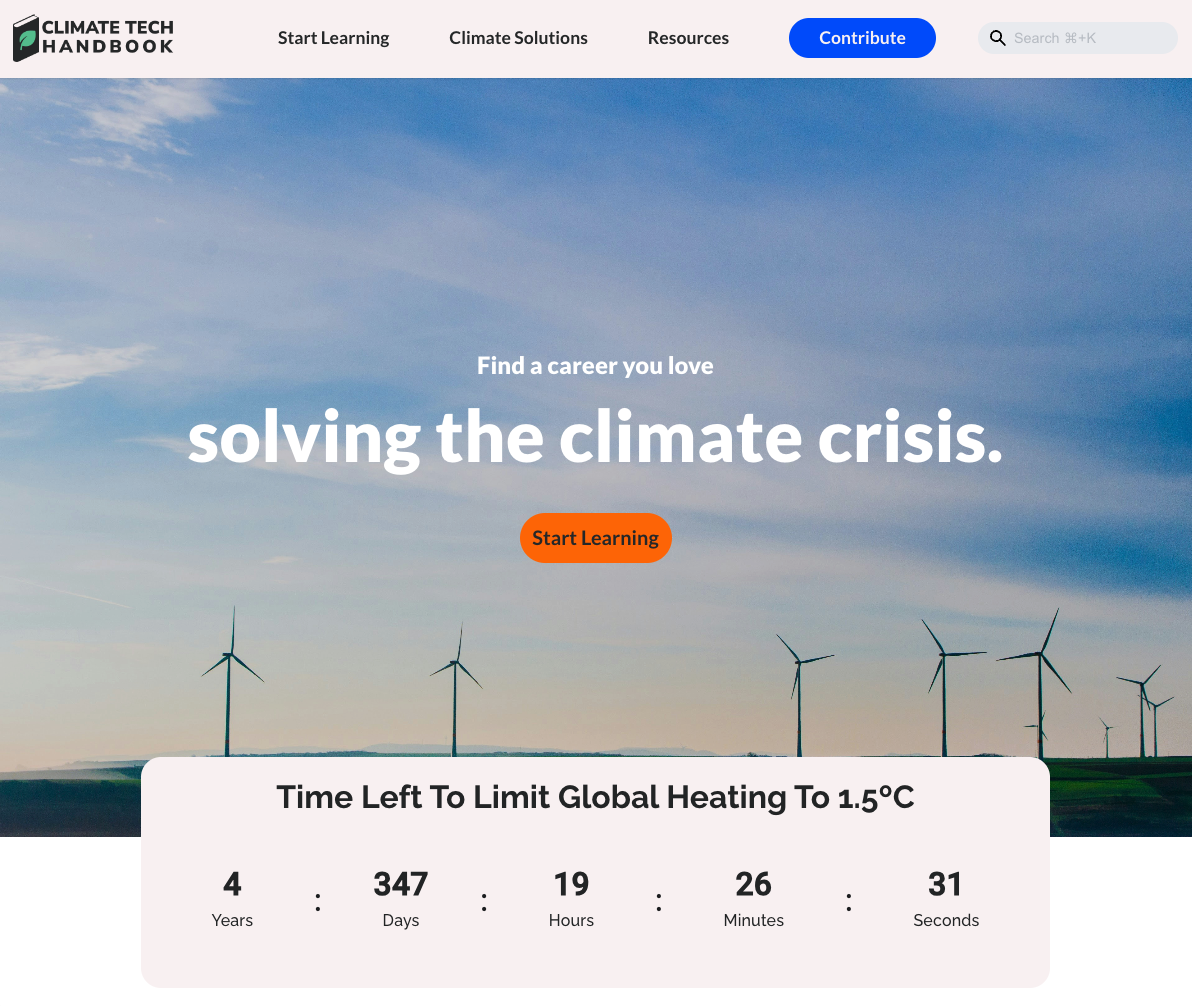 CLIMATE TECH
HANDBOOK
Start Learning
Climate Solutions
Resources
Contribute
Search ⌘+K
Find a career you love
solving the climate crisis.
Start Learning
Time Left To Limit Global Heating To 1.5ºC
4 : 347 : 19 : 26 : 31
Years Days Hours Minutes Seconds